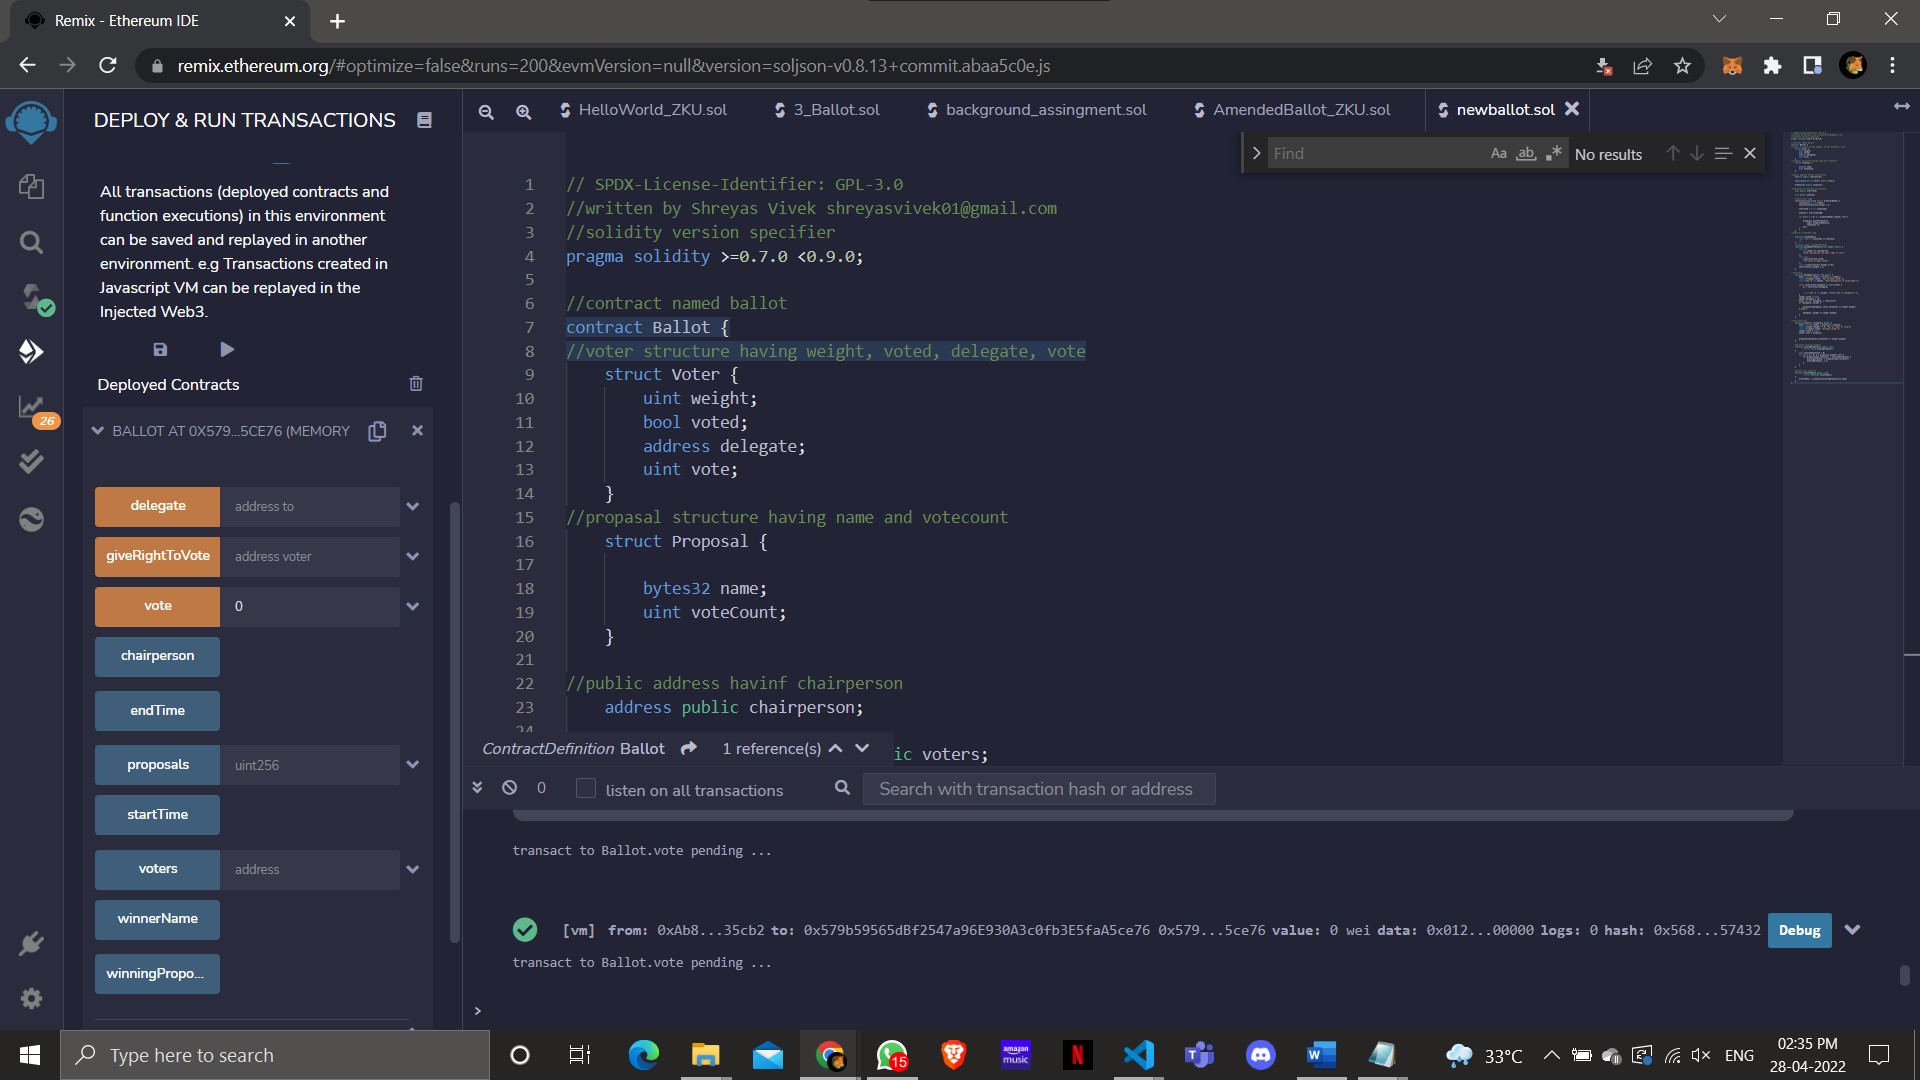 Remix - Ethereum IDE
remix.ethereum.org/#optimize=false&runs=200&evmVersion=null&version=soljson-v0.8.13+commit.abaa5c0e.js
DEPLOY & RUN TRANSACTIONS
All transactions (deployed contracts and
function executions) in this environment
can be saved and replayed in another
environment. e.g Transactions created in
Javascript VM can be replayed in the
Injected Web3.
Deployed Contracts
26
BALLOT AT 0X579...5CE76 (MEMORY
delegate address to
giveRightToVote address voter
vote 0
chairperson
endTime
proposals uint256
startTime
voters address
winnerName
winningPropo...
HelloWorld_ZKU.sol 3_Ballot.sol background_assingment.sol AmendedBallot_ZKU.sol newballot.sol
Find Aa ab .* No results
1 // SPDX-License-Identifier: GPL-3.0
2 //written by Shreyas Vivek shreyasvivek01@gmail.com
3 //solidity version specifier
4 pragma solidity >=0.7.0 <0.9.0;
5
6 //contract named ballot
7 contract Ballot {
8 //voter structure having weight, voted, delegate, vote
9 struct Voter {
10 uint weight;
11 bool voted;
12 address delegate;
13 uint vote;
14 }
15 //propasal structure having name and votecount
16 struct Proposal {
17
18 bytes32 name;
19 uint voteCount;
20 }
21
22 //public address havinf chairperson
23 address public chairperson;
24
ContractDefinition Ballot 1 reference(s) ic voters;
0 listen on all transactions Search with transaction hash or address
transact to Ballot.vote pending ...
[vm] from: 0xAb8...35cb2 to: 0x579b59565dBf2547a96E930A3c0fb3E5faA5ce76 0x579...5ce76 value: 0 wei data: 0x012...00000 logs: 0 hash: 0x568...57432 Debug
transact to Ballot.vote pending ...
>
Type here to search
15
amazon music
N
W
33°C
ENG
02:35 PM
28-04-2022